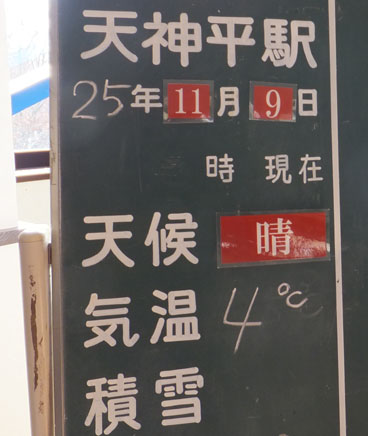 天神平駅
25年11月9日
時 現在
天候 晴
気温 4℃
積雪